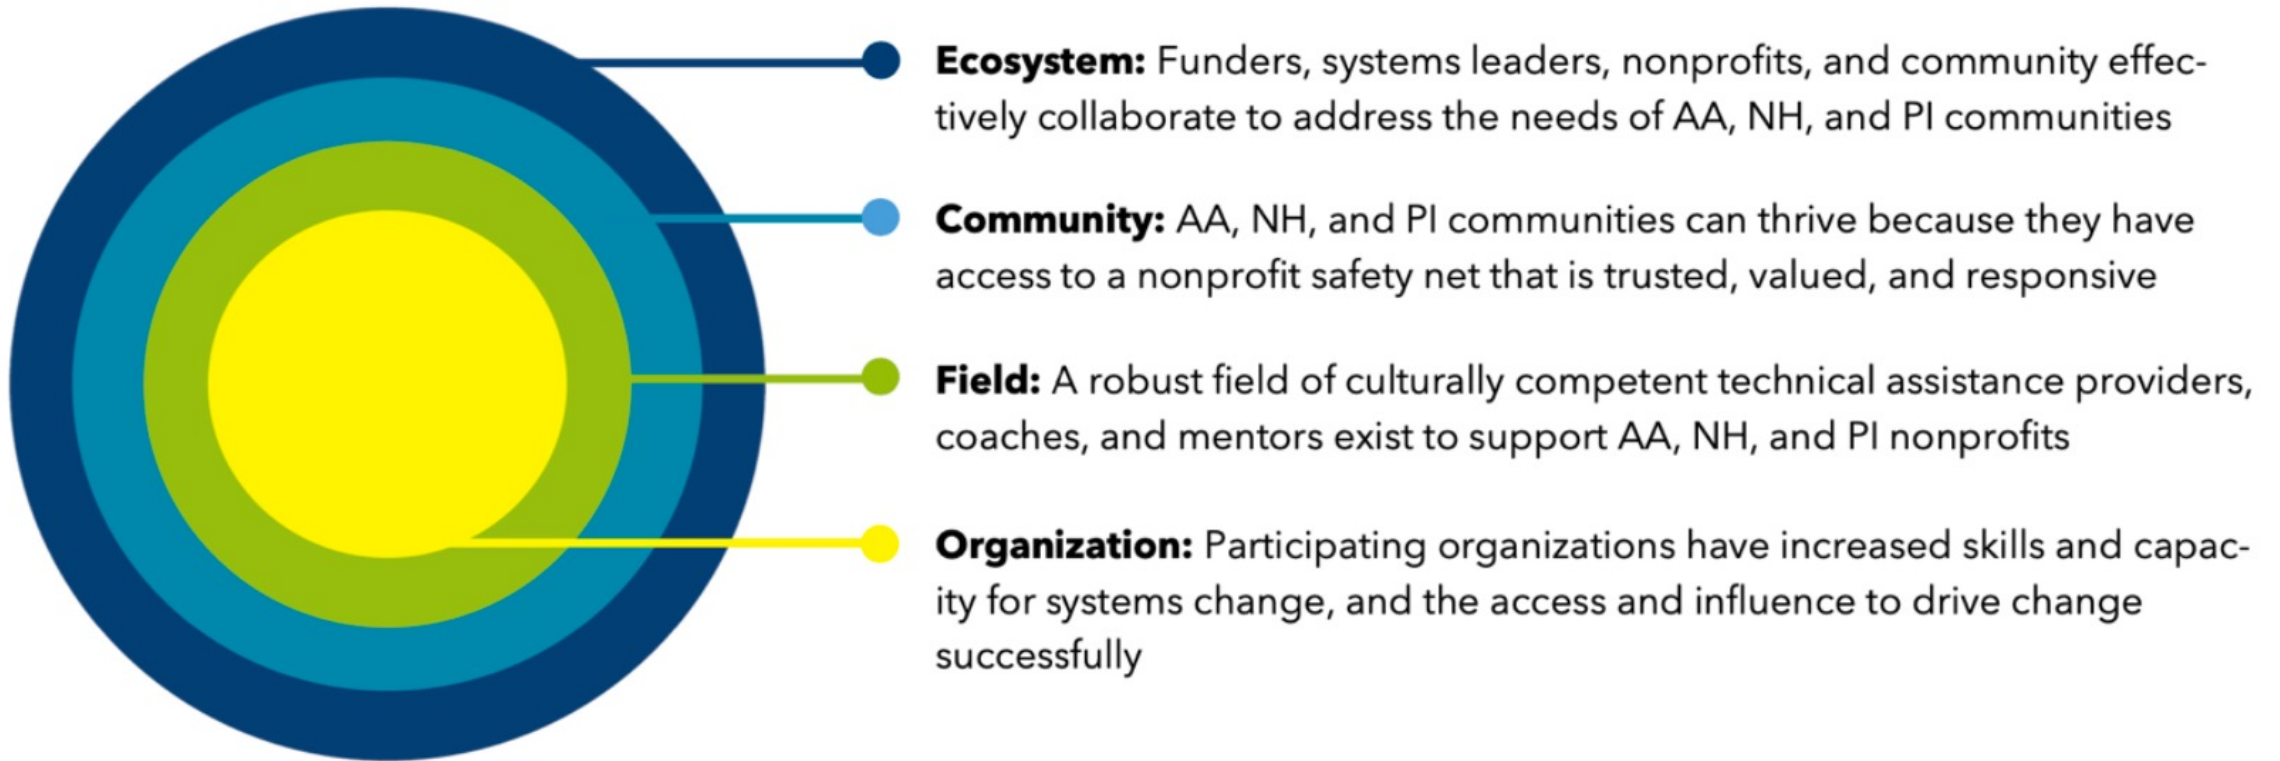 Ecosystem: Funders, systems leaders, nonprofits, and community effec-
tively collaborate to address the needs of AA, NH, and PI communities
Community: AA, NH, and PI communities can thrive because they have
access to a nonprofit safety net that is trusted, valued, and responsive
Field: A robust field of culturally competent technical assistance providers,
coaches, and mentors exist to support AA, NH, and PI nonprofits
Organization: Participating organizations have increased skills and capac-
ity for systems change, and the access and influence to drive change
successfully